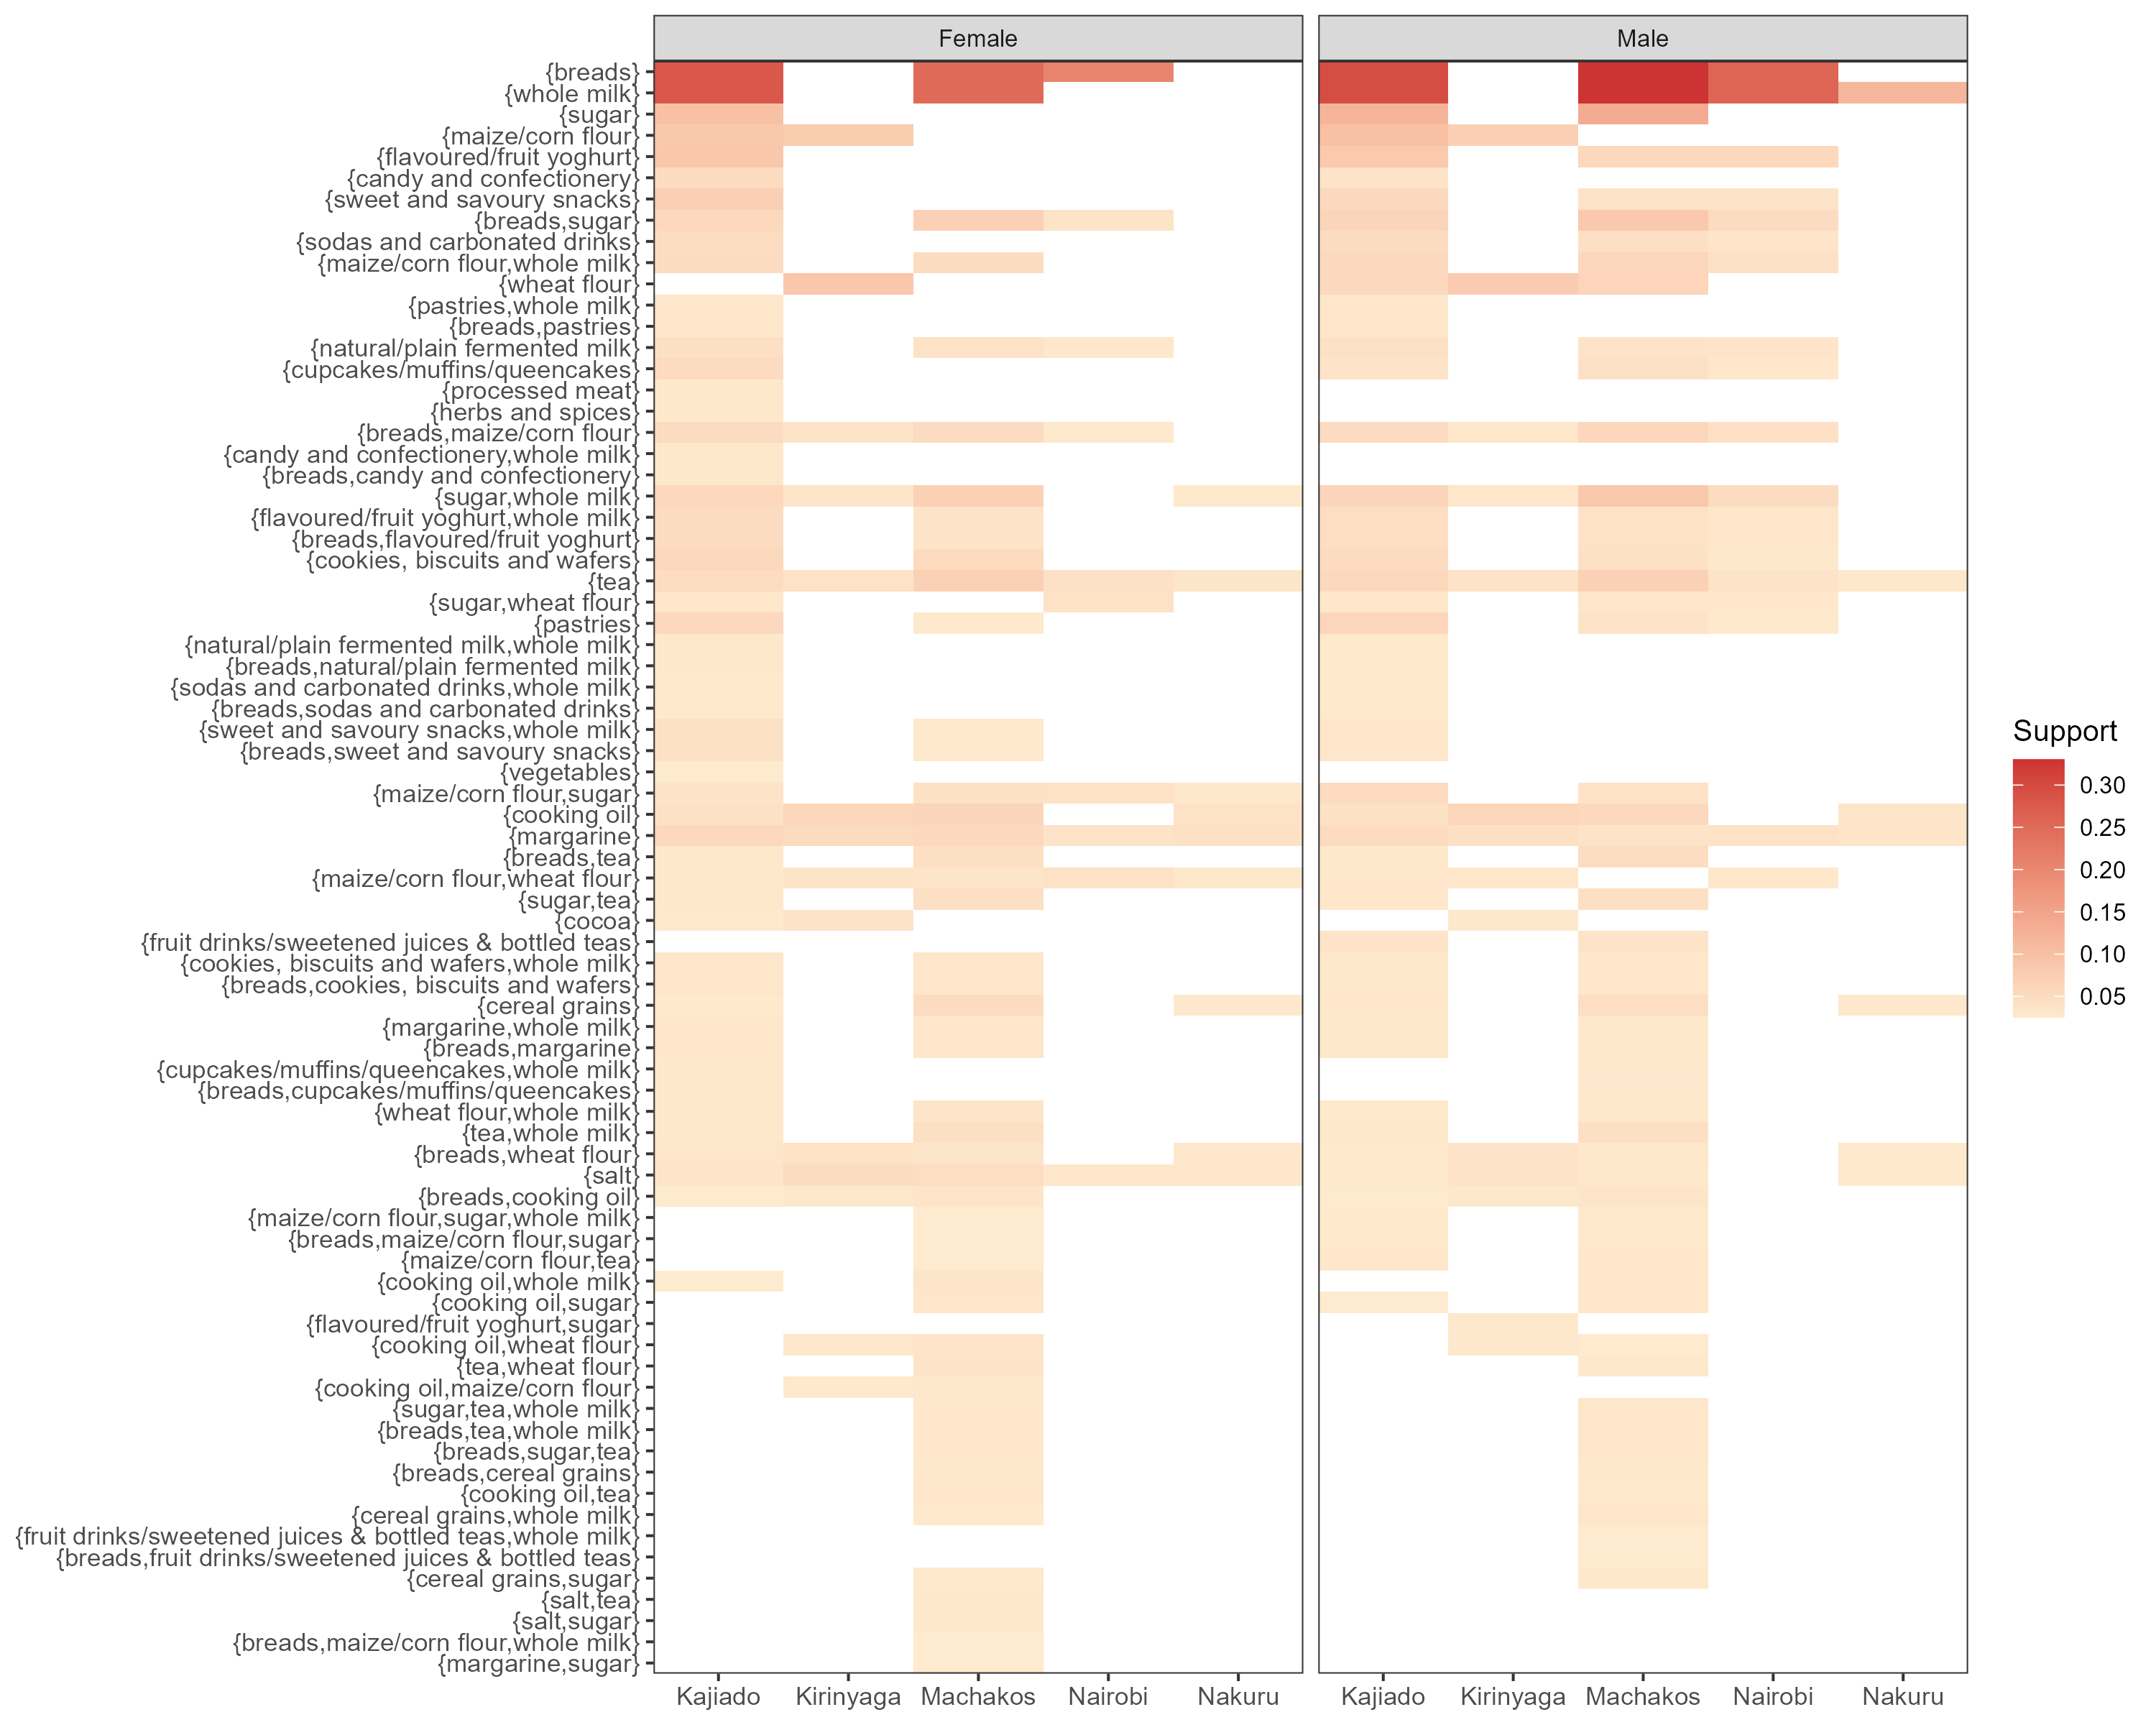 Female
Male
{breads}
{whole milk}
{sugar}
{maize/corn flour}
{flavoured/fruit yoghurt}
{candy and confectionery}
{sweet and savoury snacks}
{breads,sugar}
{sodas and carbonated drinks}
{maize/corn flour,whole milk}
{wheat flour}
{pastries,whole milk}
{breads,pastries}
{natural/plain fermented milk}
{cupcakes/muffins/queencakes}
{processed meat}
{herbs and spices}
{breads,maize/corn flour}
{candy and confectionery,whole milk}
{breads,candy and confectionery}
{sugar,whole milk}
{flavoured/fruit yoghurt,whole milk}
{breads,flavoured/fruit yoghurt}
{cookies, biscuits and wafers}
{tea}
{sugar,wheat flour}
{pastries}
{natural/plain fermented milk,whole milk}
{breads,natural/plain fermented milk}
{sodas and carbonated drinks,whole milk}
{breads,sodas and carbonated drinks}
{sweet and savoury snacks,whole milk}
{breads,sweet and savoury snacks}
{vegetables}
{maize/corn flour,sugar}
{cooking oil}
{margarine}
{breads,tea}
{maize/corn flour,wheat flour}
{sugar,tea}
{cocoa}
{fruit drinks/sweetened juices & bottled teas}
{cookies, biscuits and wafers,whole milk}
{breads,cookies, biscuits and wafers}
{cereal grains}
{margarine,whole milk}
{breads,margarine}
{cupcakes/muffins/queencakes,whole milk}
{breads,cupcakes/muffins/queencakes}
{wheat flour,whole milk}
{tea,whole milk}
{breads,wheat flour}
{salt}
{breads,cooking oil}
{maize/corn flour,sugar,whole milk}
{breads,maize/corn flour,sugar}
{maize/corn flour,tea}
{cooking oil,whole milk}
{cooking oil,sugar}
{flavoured/fruit yoghurt,sugar}
{cooking oil,wheat flour}
{tea,wheat flour}
{cooking oil,maize/corn flour}
{sugar,tea,whole milk}
{breads,tea,whole milk}
{breads,sugar,tea}
{breads,cereal grains}
{cooking oil,tea}
{cereal grains,whole milk}
{fruit drinks/sweetened juices & bottled teas,whole milk}
{breads,fruit drinks/sweetened juices & bottled teas}
{cereal grains,sugar}
{salt,tea}
{salt,sugar}
{breads,maize/corn flour,whole milk}
{margarine,sugar}
Kajiado Kirinyaga Machakos Nairobi Nakuru
Kajiado Kirinyaga Machakos Nairobi Nakuru
Support
0.30
0.25
0.20
0.15
0.10
0.05